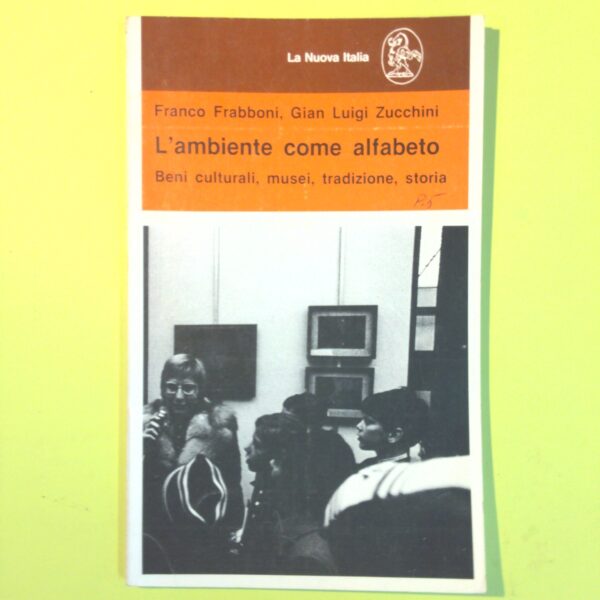 La Nuova Italia
Franco Frabboni, Gian Luigi Zucchini
L'ambiente come alfabeto
Beni culturali, musei, tradizione, storia